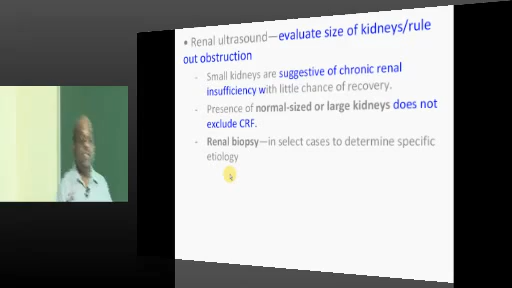 • Renal ultrasound—evaluate size of kidneys/rule
out obstruction
- Small kidneys are suggestive of chronic renal
insufficiency with little chance of recovery.
- Presence of normal-sized or large kidneys does not
exclude CRF.
- Renal biopsy—in select cases to determine specific
etiology